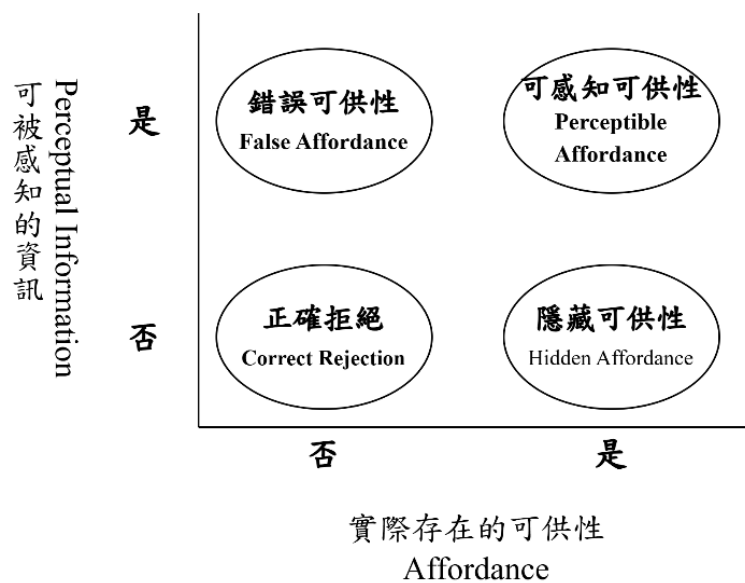 可被感知的資訊
Perceptual Information
是
錯誤可供性
False Affordance
可感知可供性
Perceptible
Affordance
否
正確拒絕
Correct Rejection
隱藏可供性
Hidden Affordance
否
是
實際存在的可供性
Affordance